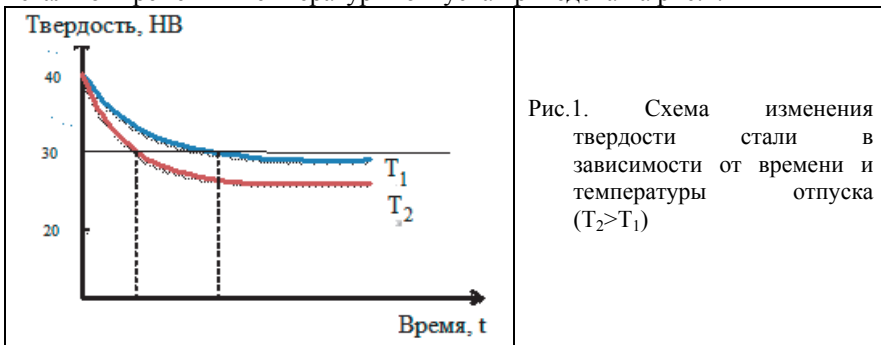 Твердость, НВ
40
30
20
T1
T2
Время, t
Рис.1. Схема изменения
твердости стали в
зависимости от времени и
температуры отпуска
(T2>T1)